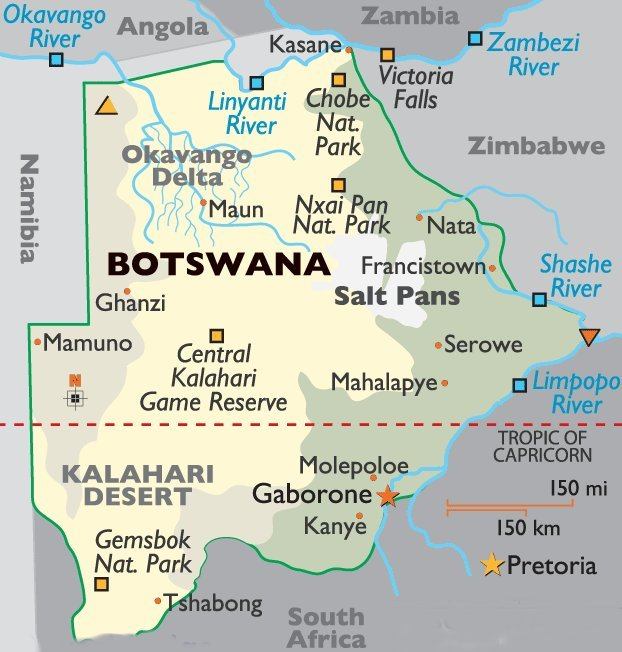 Okavango
River
Angola
Zambia
Kasane
Zambezi
River
Victoria
Falls
Linyanti
River
Chobe
Nat.
Park
Zimbabwe
Okavango
Delta
Namibia
Maun
Nxai Pan
Nat. Park
Nata
BOTSWANA
Francistown
Shashe
River
Salt Pans
Ghanzi
Mamuno
Central
Kalahari
Game Reserve
Serowe
Mahalapye
Limpopo
River
N
TROPIC OF
CAPRICORN
KALAHARI
DESERT
Molepoloe
Gaborone
150 mi
150 km
Kanye
Gemsbok
Nat. Park
Pretoria
Tshabong
South
Africa